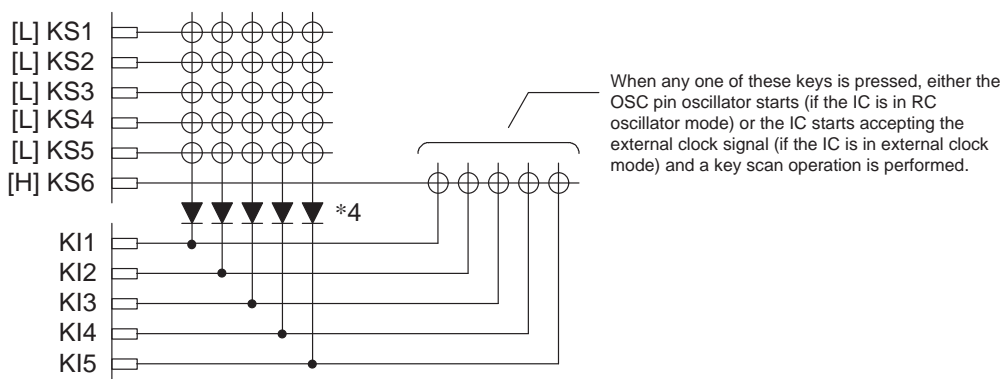 [L] KS1
[L] KS2
[L] KS3
[L] KS4
[L] KS5
[H] KS6
When any one of these keys is pressed, either the
OSC pin oscillator starts (if the IC is in RC
oscillator mode) or the IC starts accepting the
external clock signal (if the IC is in external clock
mode) and a key scan operation is performed.
*4
KI1
KI2
KI3
KI4
KI5